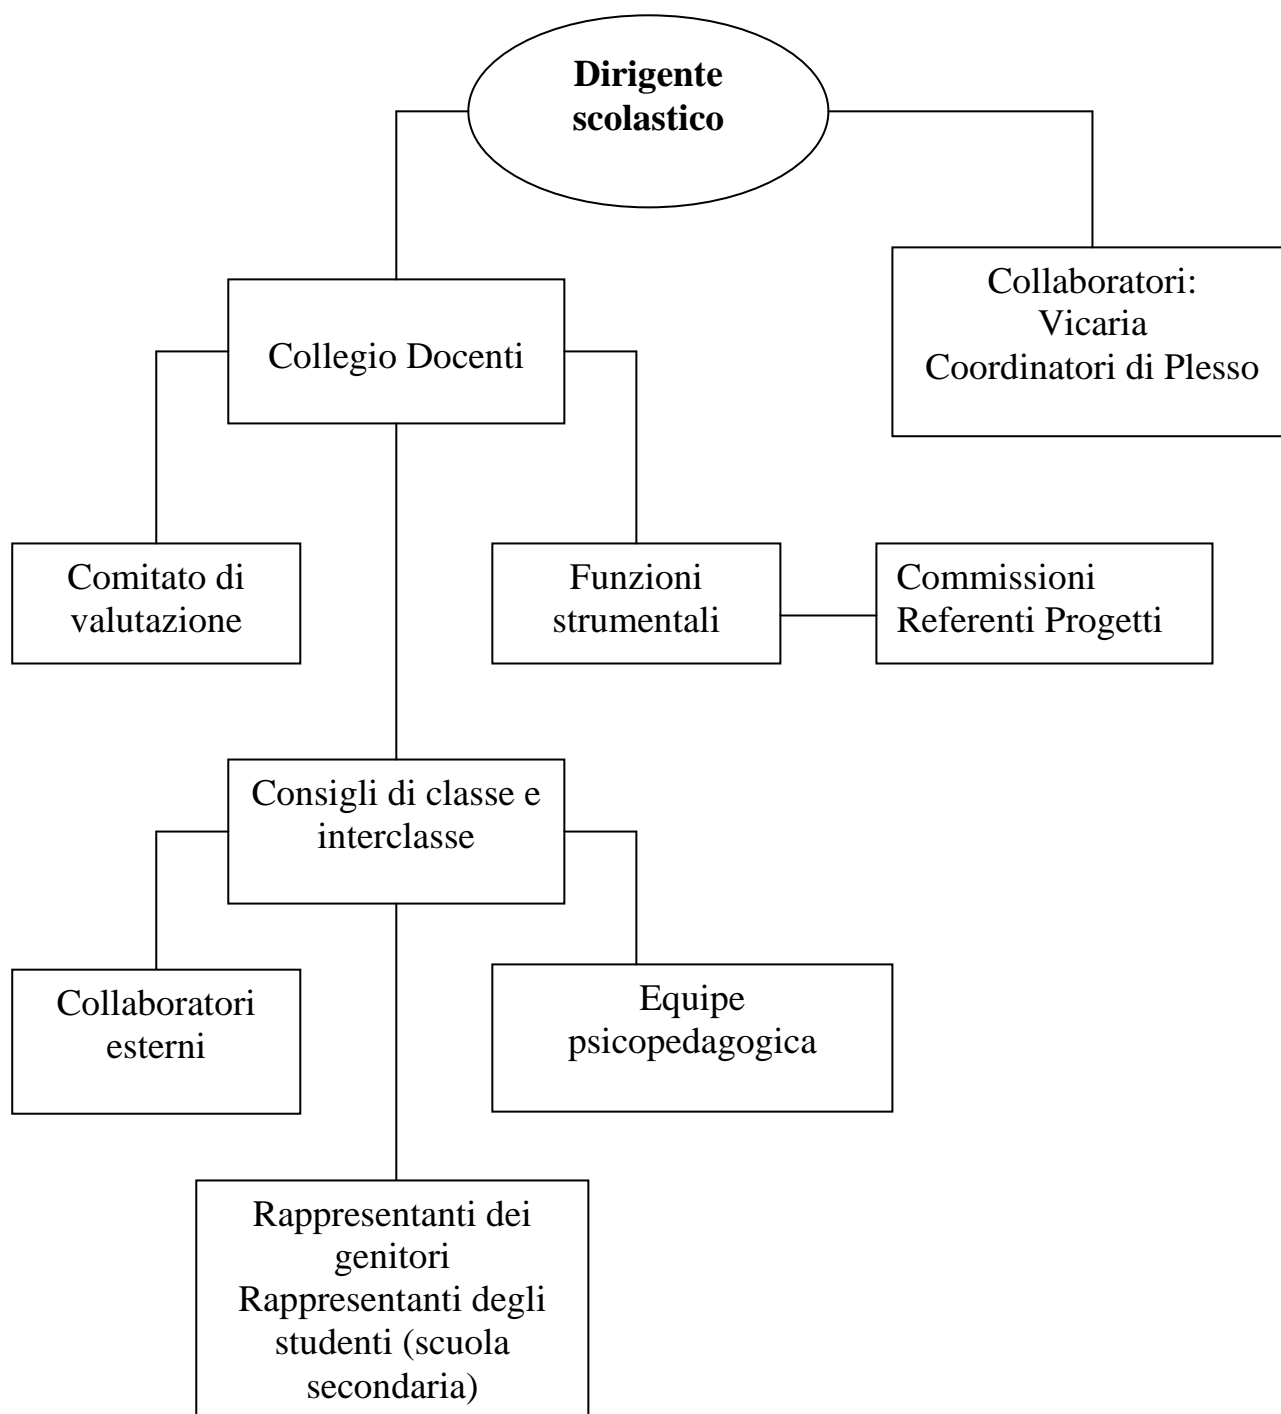 Dirigente
scolastico
Collaboratori:
Vicaria
Coordinatori di Plesso
Collegio Docenti
Comitato di
valutazione
Funzioni
strumentali
Commissioni
Referenti Progetti
Consigli di classe e
interclasse
Collaboratori
esterni
Equipe
psicopedagogica
Rappresentanti dei
genitori
Rappresentanti degli
studenti (scuola
secondaria)